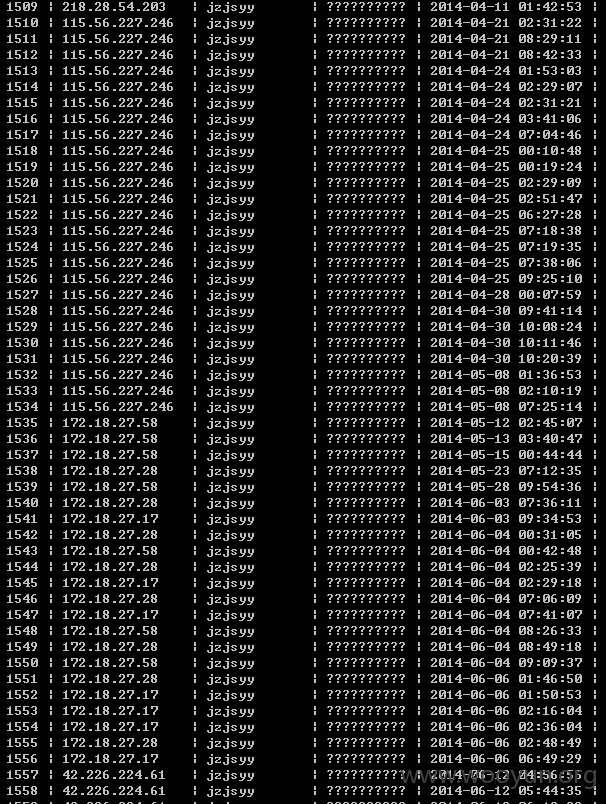 1509 | 218.28.54.203 | jzjsyy | ?????????? | 2014-04-11 01:42:53 |
1510 | 115.56.227.246 | jzjsyy | ?????????? | 2014-04-21 02:31:22 |
1511 | 115.56.227.246 | jzjsyy | ?????????? | 2014-04-21 08:29:11 |
1512 | 115.56.227.246 | jzjsyy | ?????????? | 2014-04-21 08:42:33 |
1513 | 115.56.227.246 | jzjsyy | ?????????? | 2014-04-24 01:53:03 |
1514 | 115.56.227.246 | jzjsyy | ?????????? | 2014-04-24 02:29:07 |
1515 | 115.56.227.246 | jzjsyy | ?????????? | 2014-04-24 02:31:21 |
1516 | 115.56.227.246 | jzjsyy | ?????????? | 2014-04-24 03:41:06 |
1517 | 115.56.227.246 | jzjsyy | ?????????? | 2014-04-24 07:04:46 |
1518 | 115.56.227.246 | jzjsyy | ?????????? | 2014-04-25 00:10:48 |
1519 | 115.56.227.246 | jzjsyy | ?????????? | 2014-04-25 00:19:24 |
1520 | 115.56.227.246 | jzjsyy | ?????????? | 2014-04-25 02:29:09 |
1521 | 115.56.227.246 | jzjsyy | ?????????? | 2014-04-25 02:51:47 |
1522 | 115.56.227.246 | jzjsyy | ?????????? | 2014-04-25 06:27:28 |
1523 | 115.56.227.246 | jzjsyy | ?????????? | 2014-04-25 07:18:38 |
1524 | 115.56.227.246 | jzjsyy | ?????????? | 2014-04-25 07:19:35 |
1525 | 115.56.227.246 | jzjsyy | ?????????? | 2014-04-25 07:38:06 |
1526 | 115.56.227.246 | jzjsyy | ?????????? | 2014-04-25 09:25:10 |
1527 | 115.56.227.246 | jzjsyy | ?????????? | 2014-04-28 00:07:59 |
1528 | 115.56.227.246 | jzjsyy | ?????????? | 2014-04-30 09:41:14 |
1529 | 115.56.227.246 | jzjsyy | ?????????? | 2014-04-30 10:08:24 |
1530 | 115.56.227.246 | jzjsyy | ?????????? | 2014-04-30 10:11:46 |
1531 | 115.56.227.246 | jzjsyy | ?????????? | 2014-04-30 10:20:39 |
1532 | 115.56.227.246 | jzjsyy | ?????????? | 2014-05-08 01:36:53 |
1533 | 115.56.227.246 | jzjsyy | ?????????? | 2014-05-08 02:10:19 |
1534 | 115.56.227.246 | jzjsyy | ?????????? | 2014-05-08 07:25:14 |
1535 | 172.18.27.58 | jzjsyy | ?????????? | 2014-05-12 02:45:07 |
1536 | 172.18.27.58 | jzjsyy | ?????????? | 2014-05-13 03:40:47 |
1537 | 172.18.27.58 | jzjsyy | ?????????? | 2014-05-15 00:44:44 |
1538 | 172.18.27.28 | jzjsyy | ?????????? | 2014-05-23 07:12:35 |
1539 | 172.18.27.58 | jzjsyy | ?????????? | 2014-05-28 09:54:36 |
1540 | 172.18.27.28 | jzjsyy | ?????????? | 2014-06-03 07:36:11 |
1541 | 172.18.27.17 | jzjsyy | ?????????? | 2014-06-03 09:34:53 |
1542 | 172.18.27.28 | jzjsyy | ?????????? | 2014-06-04 00:31:05 |
1543 | 172.18.27.58 | jzjsyy | ?????????? | 2014-06-04 00:42:48 |
1544 | 172.18.27.28 | jzjsyy | ?????????? | 2014-06-04 02:25:39 |
1545 | 172.18.27.17 | jzjsyy | ?????????? | 2014-06-04 02:29:18 |
1546 | 172.18.27.28 | jzjsyy | ?????????? | 2014-06-04 07:06:09 |
1547 | 172.18.27.17 | jzjsyy | ?????????? | 2014-06-04 07:41:07 |
1548 | 172.18.27.58 | jzjsyy | ?????????? | 2014-06-04 08:26:33 |
1549 | 172.18.27.28 | jzjsyy | ?????????? | 2014-06-04 08:49:18 |
1550 | 172.18.27.58 | jzjsyy | ?????????? | 2014-06-04 09:09:37 |
1551 | 172.18.27.28 | jzjsyy | ?????????? | 2014-06-06 01:46:50 |
1552 | 172.18.27.17 | jzjsyy | ?????????? | 2014-06-06 01:50:53 |
1553 | 172.18.27.17 | jzjsyy | ?????????? | 2014-06-06 02:16:04 |
1554 | 172.18.27.17 | jzjsyy | ?????????? | 2014-06-06 02:36:04 |
1555 | 172.18.27.28 | jzjsyy | ?????????? | 2014-06-06 02:48:49 |
1556 | 172.18.27.17 | jzjsyy | ?????????? | 2014-06-06 06:49:29 |
1557 | 42.226.224.61 | jzjsyy | ?????????? | 2014-06-12 04:56:55 |
1558 | 42.226.224.61 | jzjsyy | ?????????? | 2014-06-12 05:44:35 |
www.wooyun.org